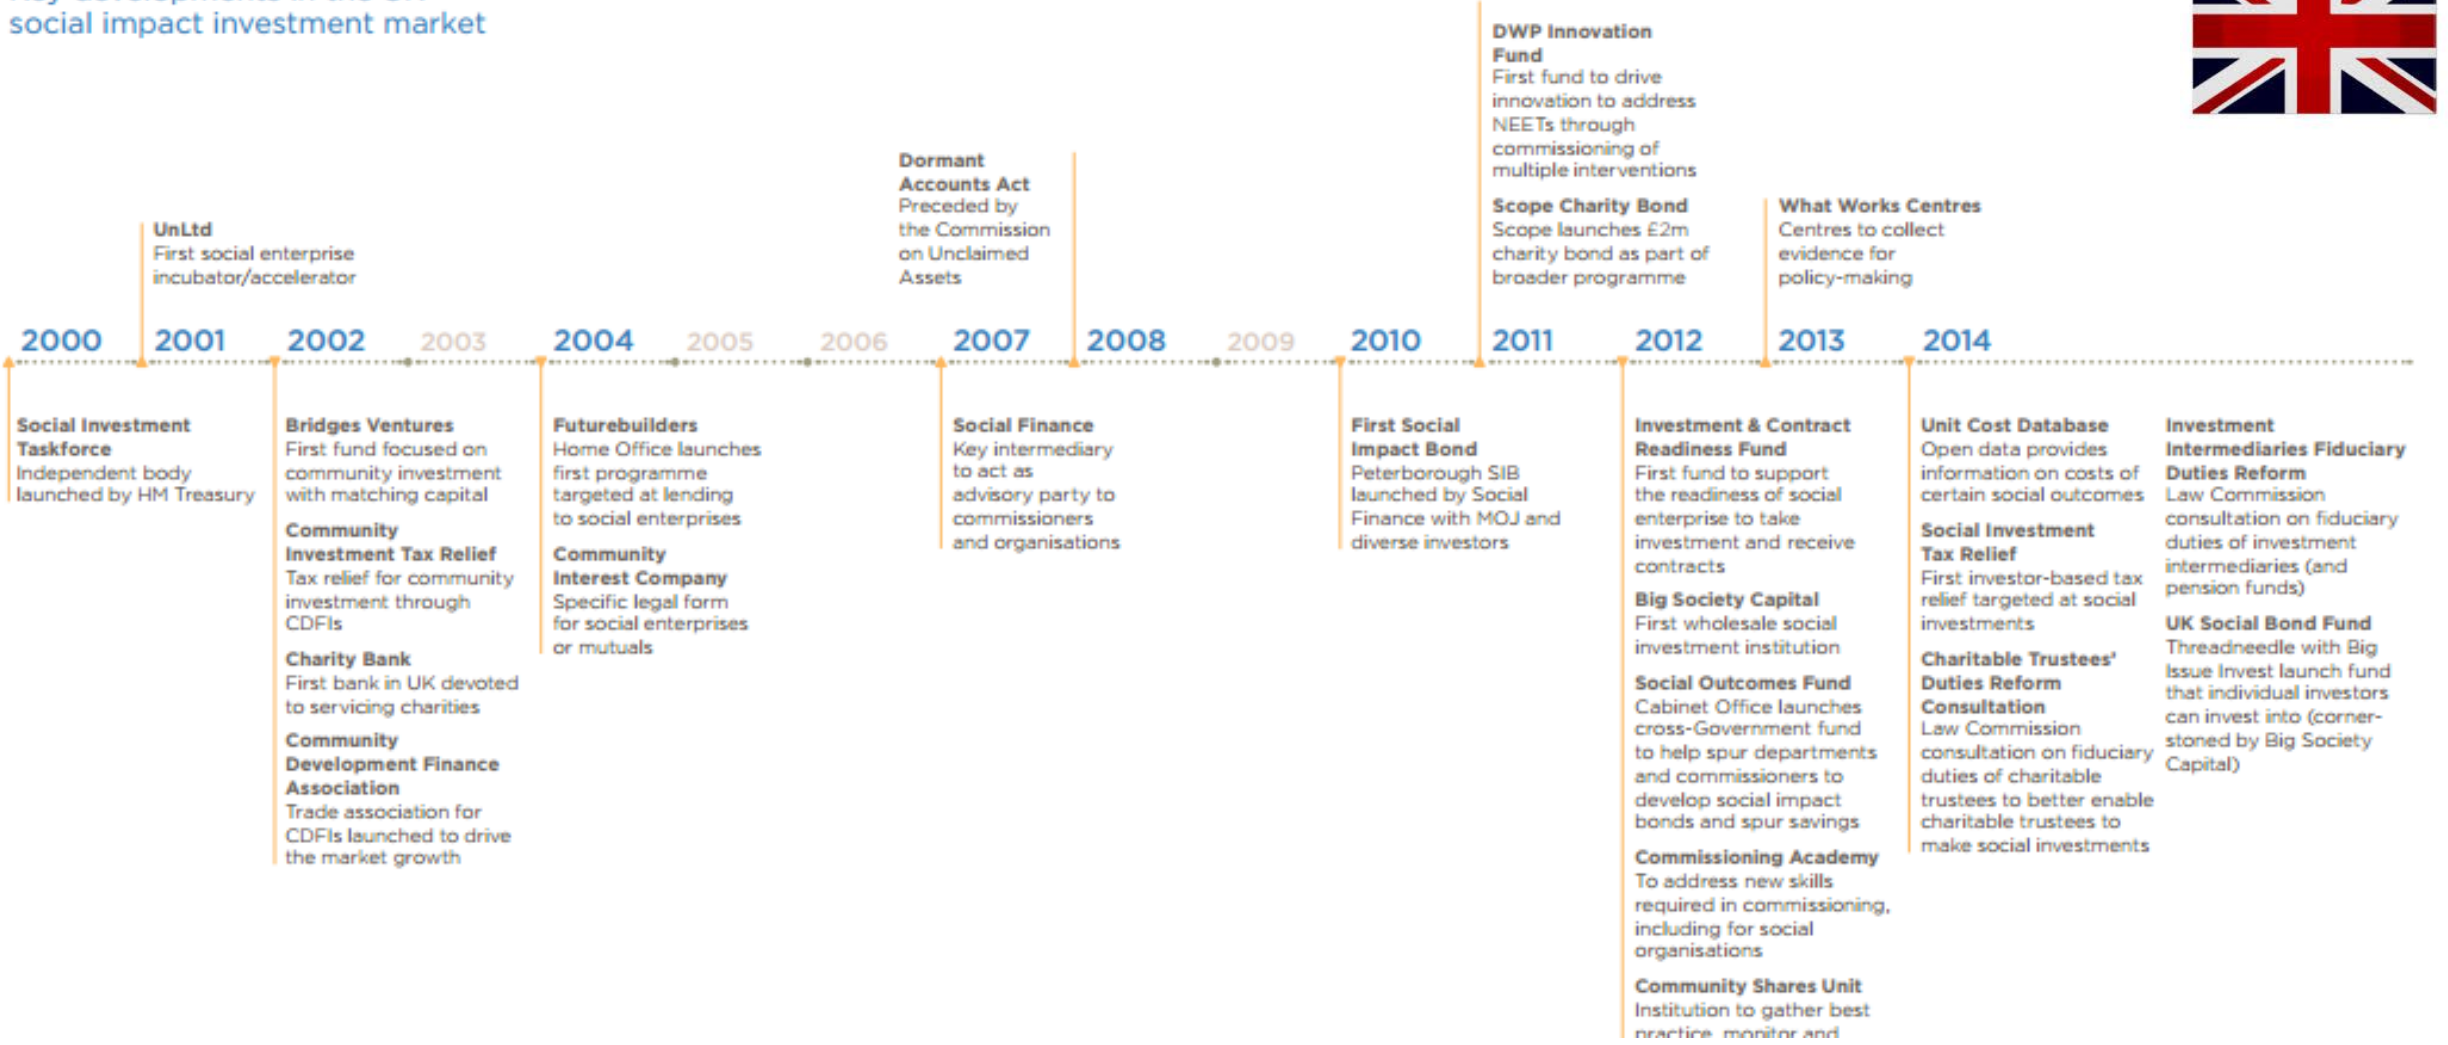 social impact investment market
DWP Innovation
Fund
First fund to drive
innovation to address
NEETs through
commissioning of
multiple interventions
Scope Charity Bond
Scope launches £2m
charity bond as part of
broader programme
Dormant
Accounts Act
Preceded by
the Commission
on Unclaimed
Assets
UnLtd
First social enterprise
incubator/accelerator
What Works Centres
Centres to collect
evidence for
policy-making
2000 2001 2002 2003 2004 2005 2006 2007 2008 2009 2010 2011 2012 2013 2014
Social Investment
Taskforce
Independent body
launched by HM Treasury
Bridges Ventures
First fund focused on
community investment
with matching capital
Community
Investment Tax Relief
Tax relief for community
investment through
CDFIs
Charity Bank
First bank in UK devoted
to servicing charities
Community
Development Finance
Association
Trade association for
CDFIs launched to drive
the market growth
Futurebuilders
Home Office launches
first programme
targeted at lending
to social enterprises
Community
Interest Company
Specific legal form
for social enterprises
or mutuals
Social Finance
Key intermediary
to act as
advisory party to
commissioners
and organisations
First Social
Impact Bond
Peterborough SIB
launched by Social
Finance with MOJ and
diverse investors
Investment & Contract
Readiness Fund
First fund to support
the readiness of social
enterprise to take
investment and receive
contracts
Big Society Capital
First wholesale social
investment institution
Social Outcomes Fund
Cabinet Office launches
cross-Government fund
to help spur departments
and commissioners to
develop social impact
bonds and spur savings
Commissioning Academy
To address new skills
required in commissioning,
including for social
organisations
Community Shares Unit
Institution to gather best
practice, monitor and
Unit Cost Database
Open data provides
information on costs of
certain social outcomes
Social Investment
Tax Relief
First investor-based tax
relief targeted at social
investments
Charitable Trustees'
Duties Reform
Consultation
Law Commission
consultation on fiduciary
duties of charitable
trustees to better enable
charitable trustees to
make social investments
Investment
Intermediaries Fiduciary
Duties Reform
Law Commission
consultation on fiduciary
duties of investment
intermediaries (and
pension funds)
UK Social Bond Fund
Threadneedle with Big
Issue Invest launch fund
that individual investors
can invest into (corner-
stoned by Big Society
Capital)